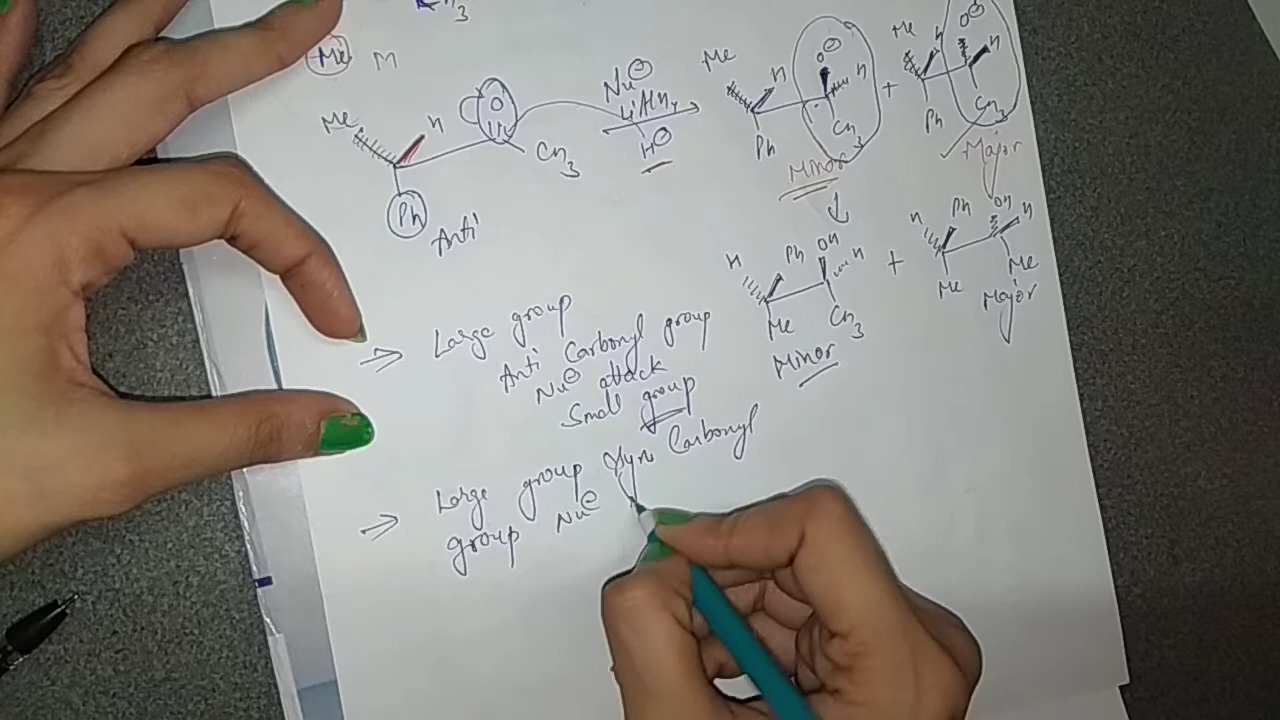 Me M
Me H O CH3
Ph
Anti
Nu⊖
LiAlH4
H⊖
Me H O⊖ H
Ph CH3
Minor
+
Me H O⊖ H
Ph CH3
Major
H Ph OH H
Me CH3
Minor
+
H Ph OH H
Me Me
Major
⇒ Large group
Anti Carbonyl group
Nu⊖ attack
Small group
⇒ Large group Syn Carbonyl
group Nu⊖